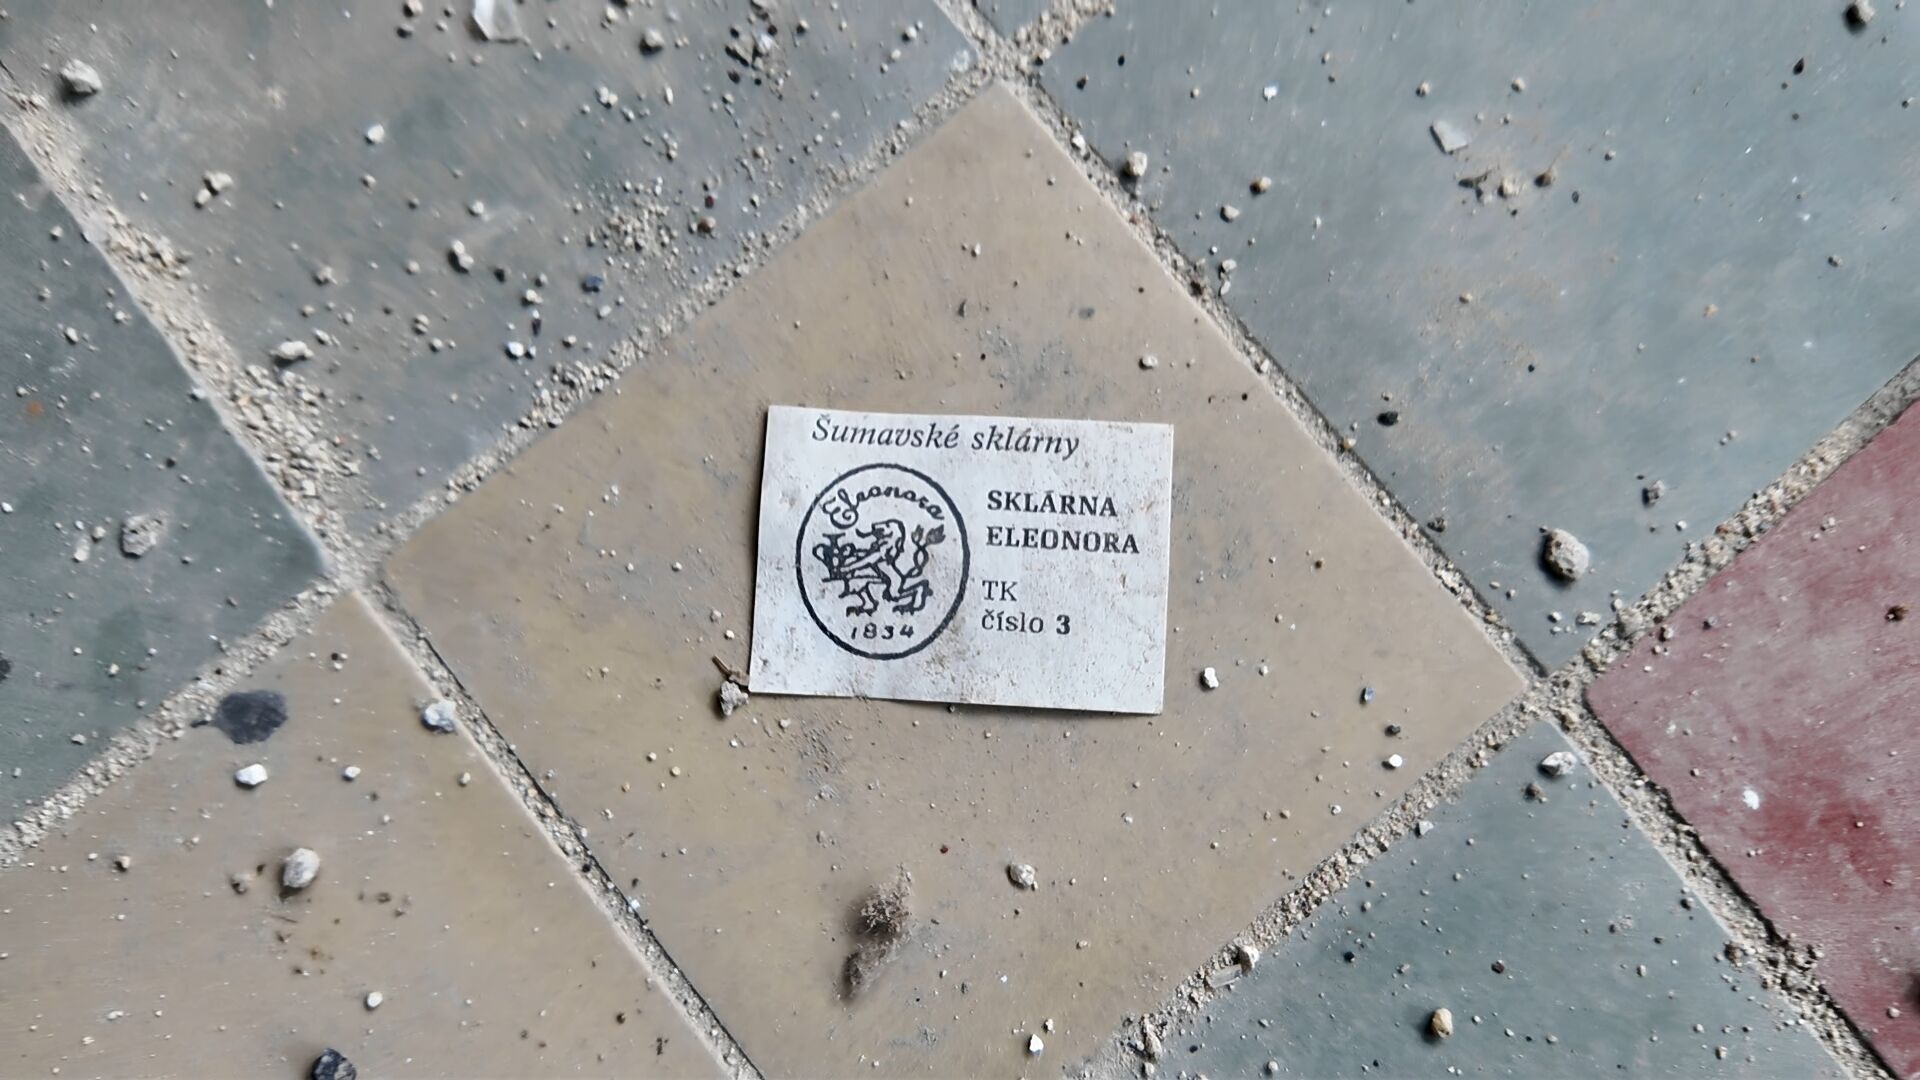 Šumavské sklárny
Eleonora
1834
SKLÁRNA
ELEONORA
TK
číslo 3